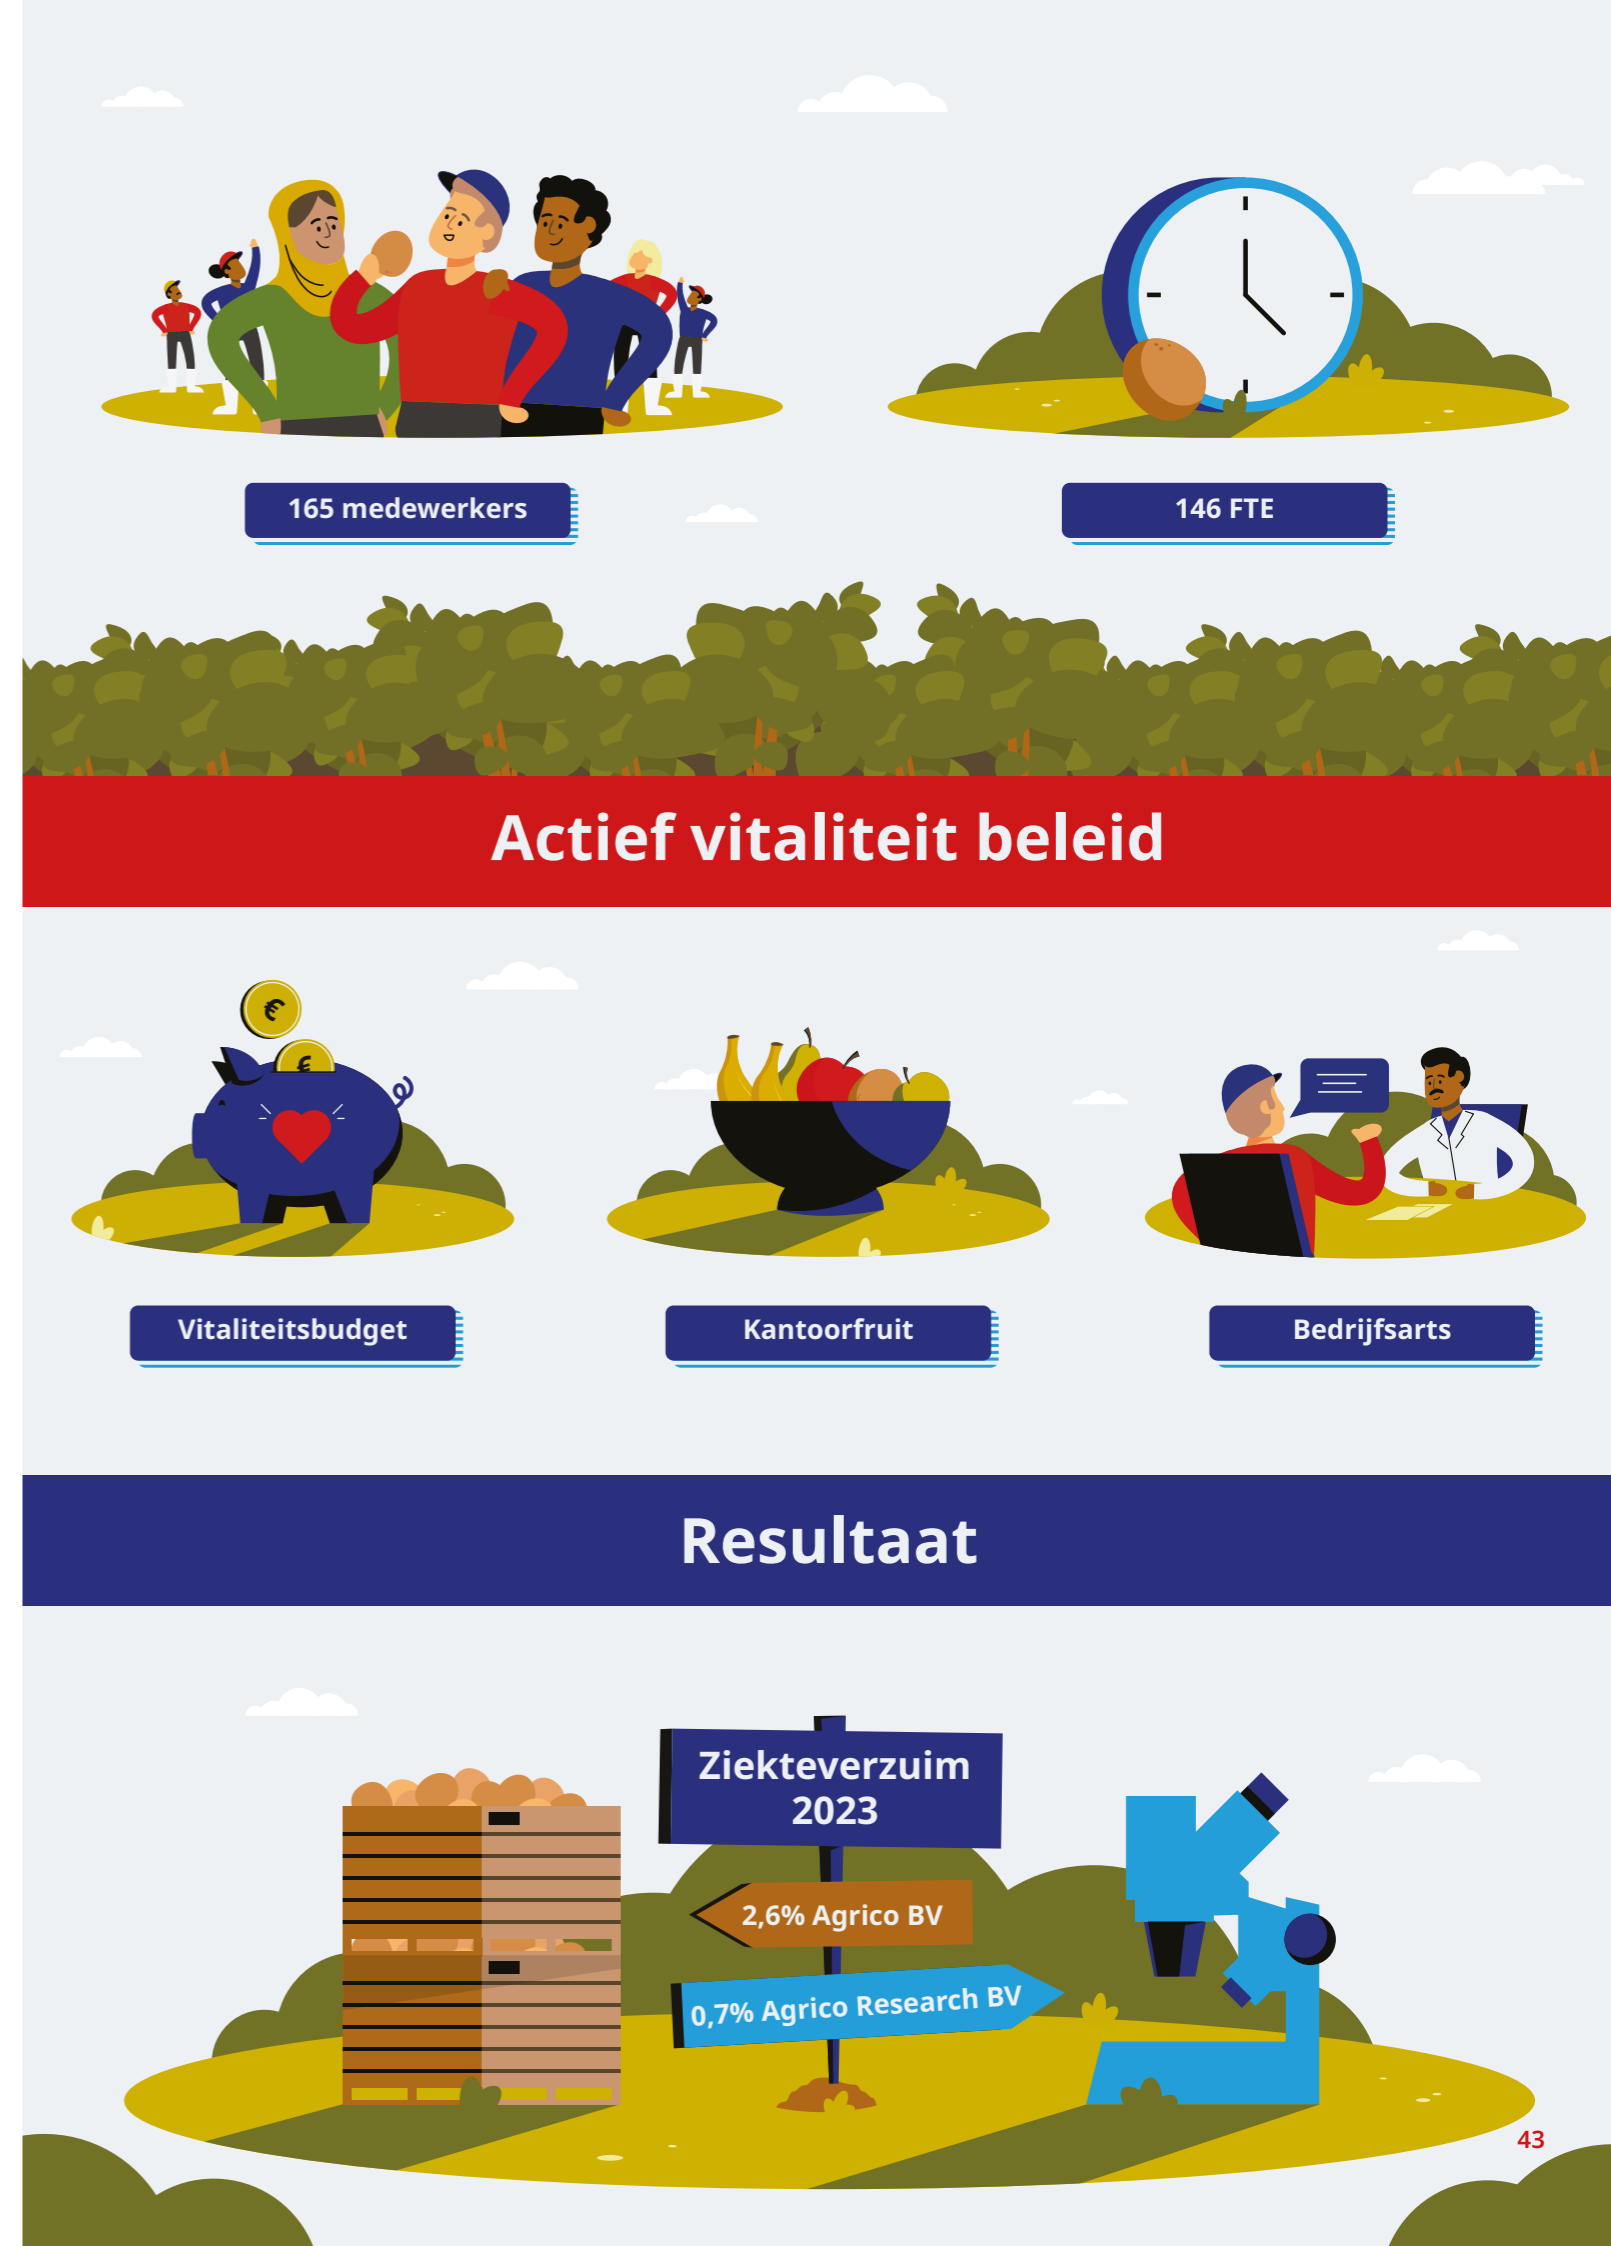 165 medewerkers
146 FTE
Actief vitaliteit beleid
€
€
Vitaliteitsbudget
Kantoorfruit
Bedrijfsarts
Resultaat
Ziekteverzuim
2023
2,6% Agrico BV
0,7% Agrico Research BV
43